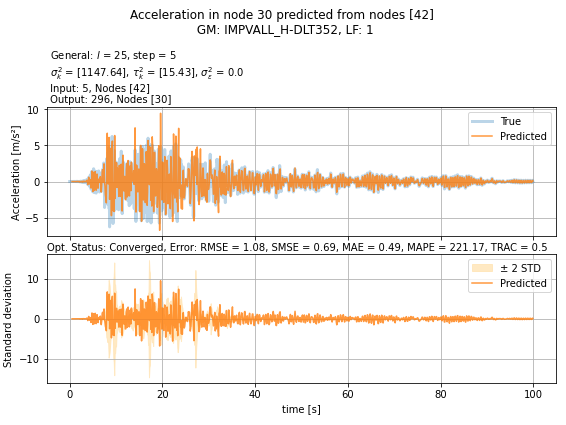 Acceleration in node 30 predicted from nodes [42]
GM: IMPVALL_H-DLT352, LF: 1
General: l = 25, step = 5
σ²ₖ = [1147.64], τ²ₖ = [15.43], σ²ε = 0.0
Input: 5, Nodes [42]
Output: 296, Nodes [30]
Acceleration [m/s²]
10
5
0
−5
True
Predicted
Opt. Status: Converged, Error: RMSE = 1.08, SMSE = 0.69, MAE = 0.49, MAPE = 221.17, TRAC = 0.5
Standard deviation
10
0
−10
± 2 STD
Predicted
0 20 40 60 80 100
time [s]